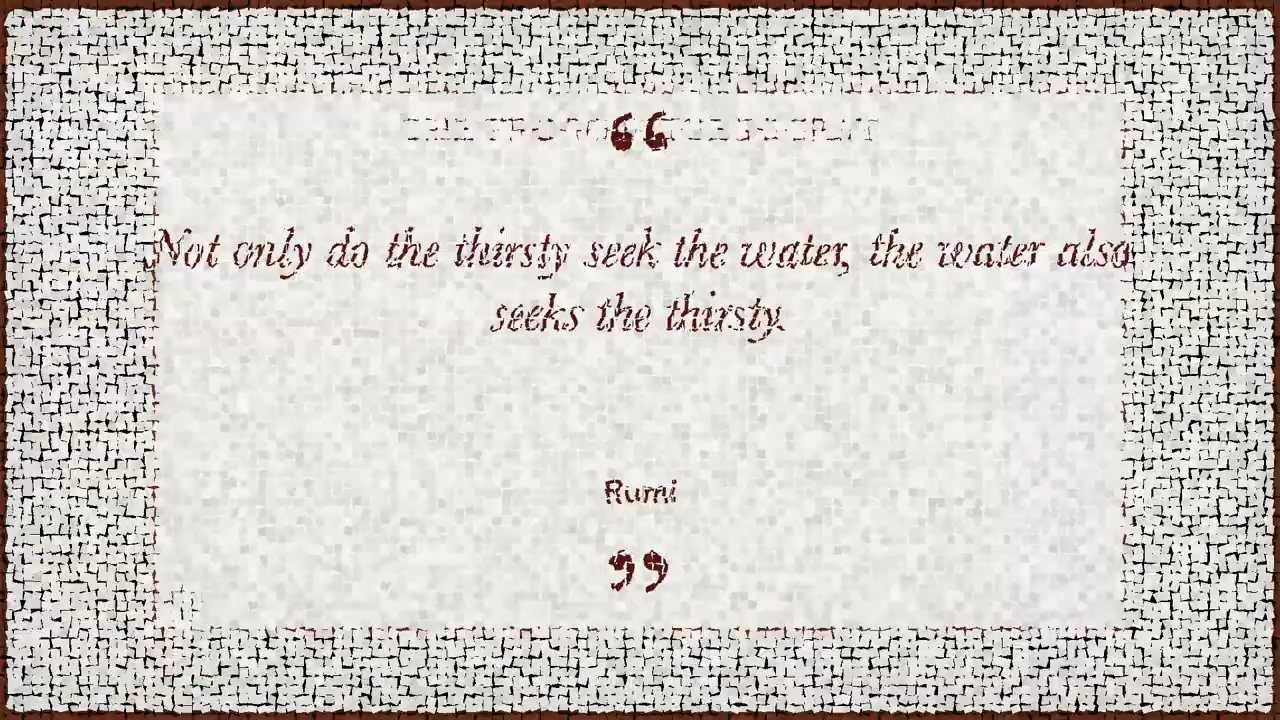 “
Not only do the thirsty seek the water, the water also
seeks the thirsty.
Rumi
”